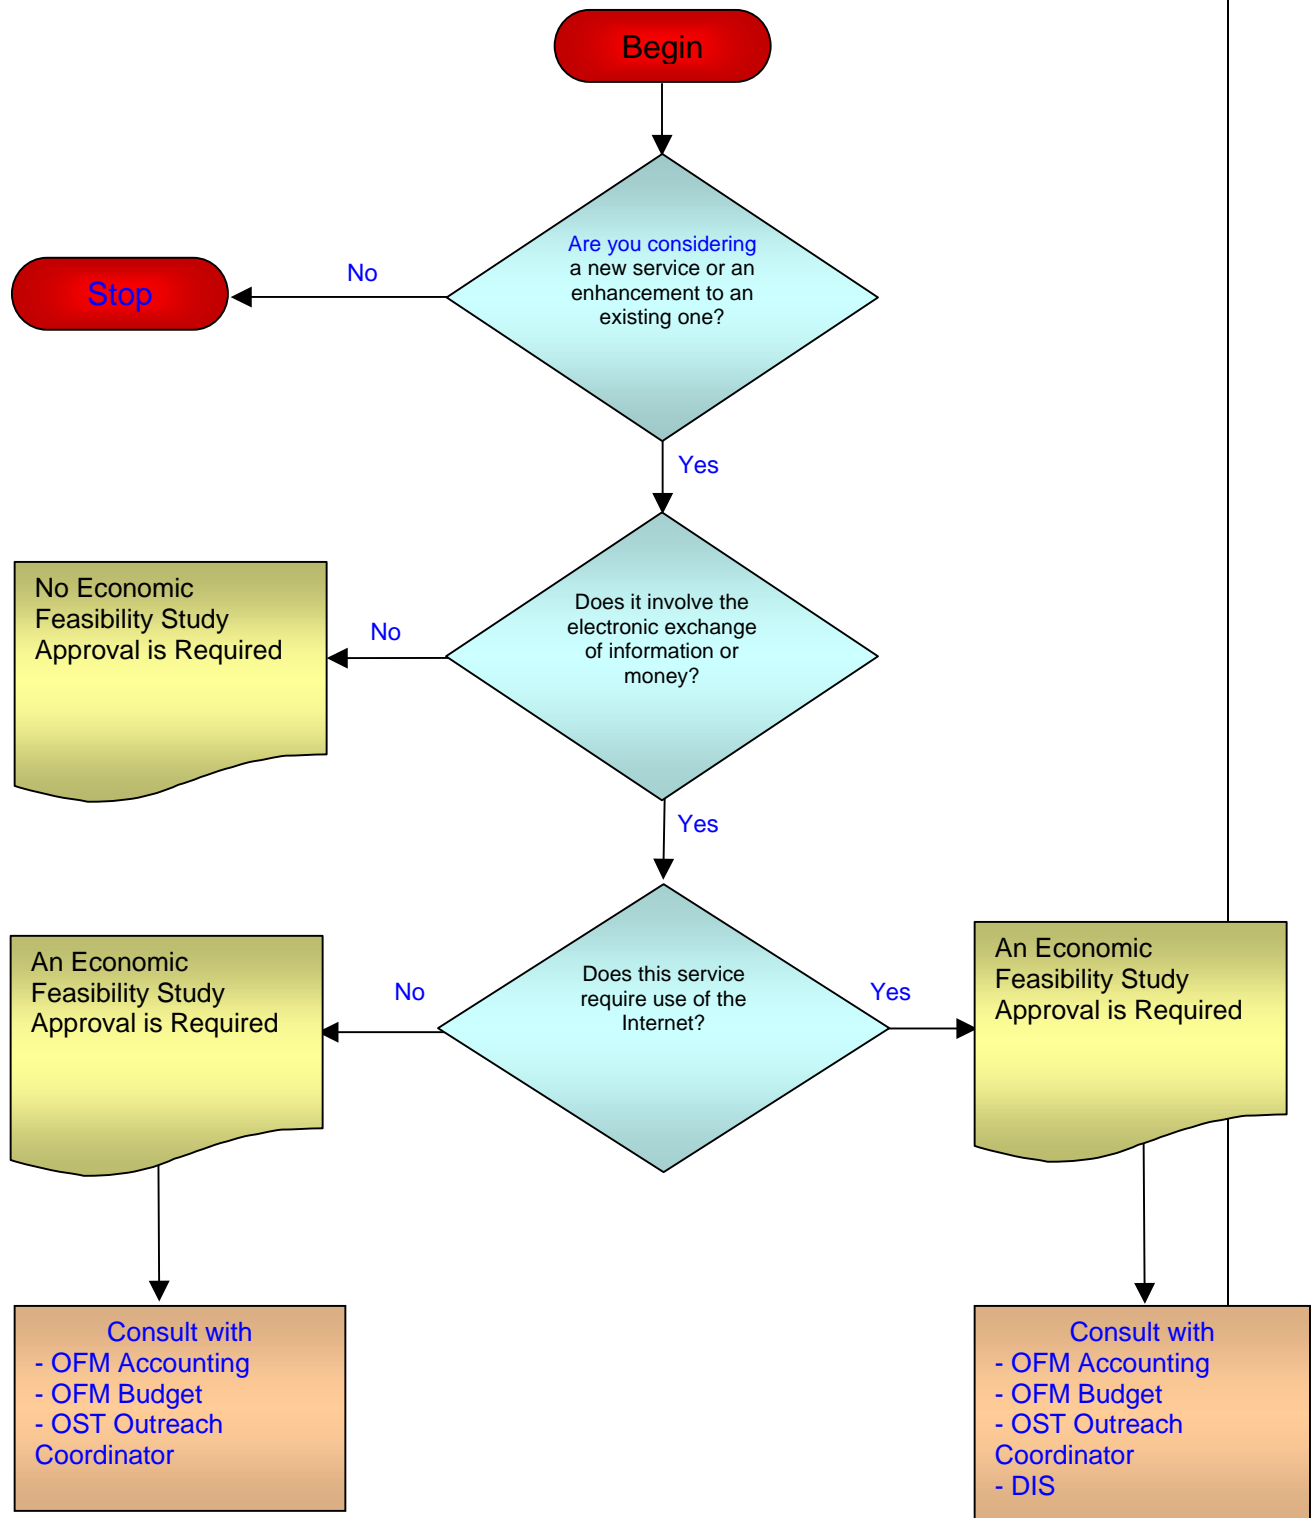 Begin
Are you considering
a new service or an
enhancement to an
existing one?
No
Stop
Yes
No Economic
Feasibility Study
Approval is Required
No
Does it involve the
electronic exchange
of information or
money?
Yes
An Economic
Feasibility Study
Approval is Required
No
Does this service
require use of the
Internet?
Yes
An Economic
Feasibility Study
Approval is Required
Consult with
- OFM Accounting
- OFM Budget
- OST Outreach
Coordinator
Consult with
- OFM Accounting
- OFM Budget
- OST Outreach
Coordinator
- DIS